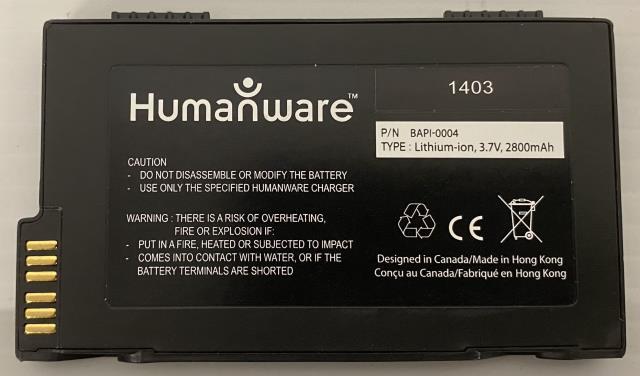 Humanware™
1403
P/N BAPI-0004
TYPE : Lithium-ion, 3.7V, 2800mAh
CAUTION
- DO NOT DISASSEMBLE OR MODIFY THE BATTERY
- USE ONLY THE SPECIFIED HUMANWARE CHARGER
WARNING : THERE IS A RISK OF OVERHEATING,
FIRE OR EXPLOSION IF:
- PUT IN A FIRE, HEATED OR SUBJECTED TO IMPACT
- COMES INTO CONTACT WITH WATER, OR IF THE
BATTERY TERMINALS ARE SHORTED
CE
Designed in Canada/Made in Hong Kong
Conçu au Canada/Fabriqué en Hong Kong